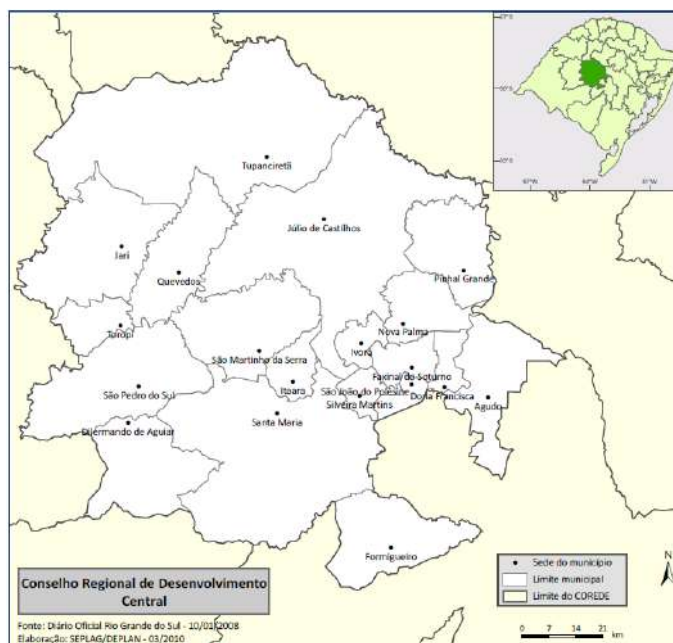 Tupanciretã
Júlio de Castilhos
Jari
Quevedos
Pinhal Grande
Toropi
Nova Palma
Ivorá
São Martinho da Serra
Faxinal do Soturno
Itaara
São João do Polêsine
São Pedro do Sul
Dona Francisca
Silveira Martins
Agudo
Santa Maria
Dilermando de Aguiar
Formigueiro
Conselho Regional de Desenvolvimento
Central
Fonte: Diário Oficial Rio Grande do Sul - 10/01/2008
Elaboração: SEPLAG/DEPLAN - 03/2010
Sede do município
Limite municipal
Limite do COREDE
N
0 7 14 21
km